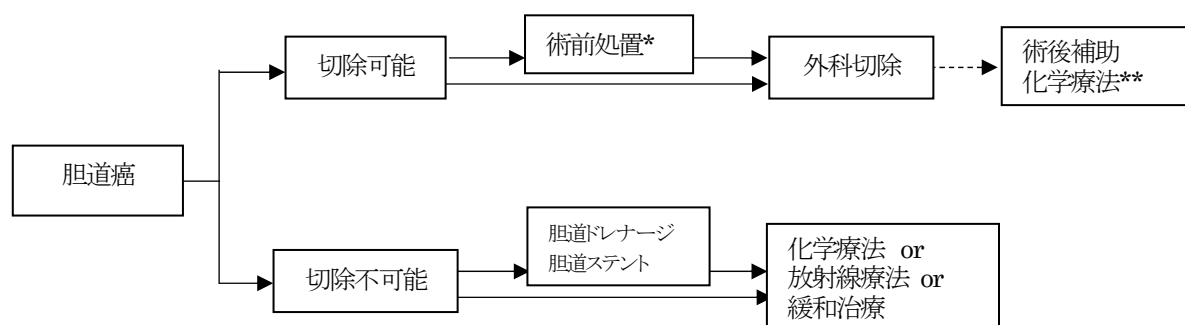 胆道癌
切除可能
術前処置*
外科切除
術後補助
化学療法**
切除不可能
胆道ドレナージ
胆道ステント
化学療法 or
放射線療法 or
緩和治療